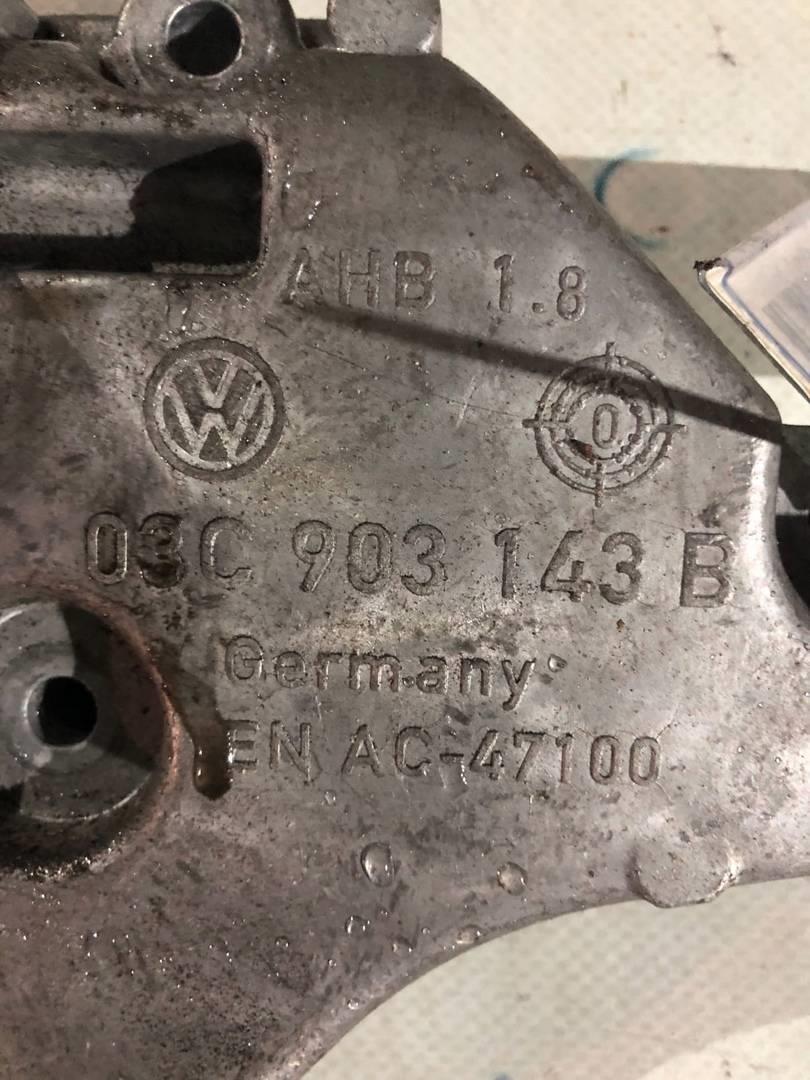 AHB 1.8
0
03C 903 143 B
Germany
EN AC-47100